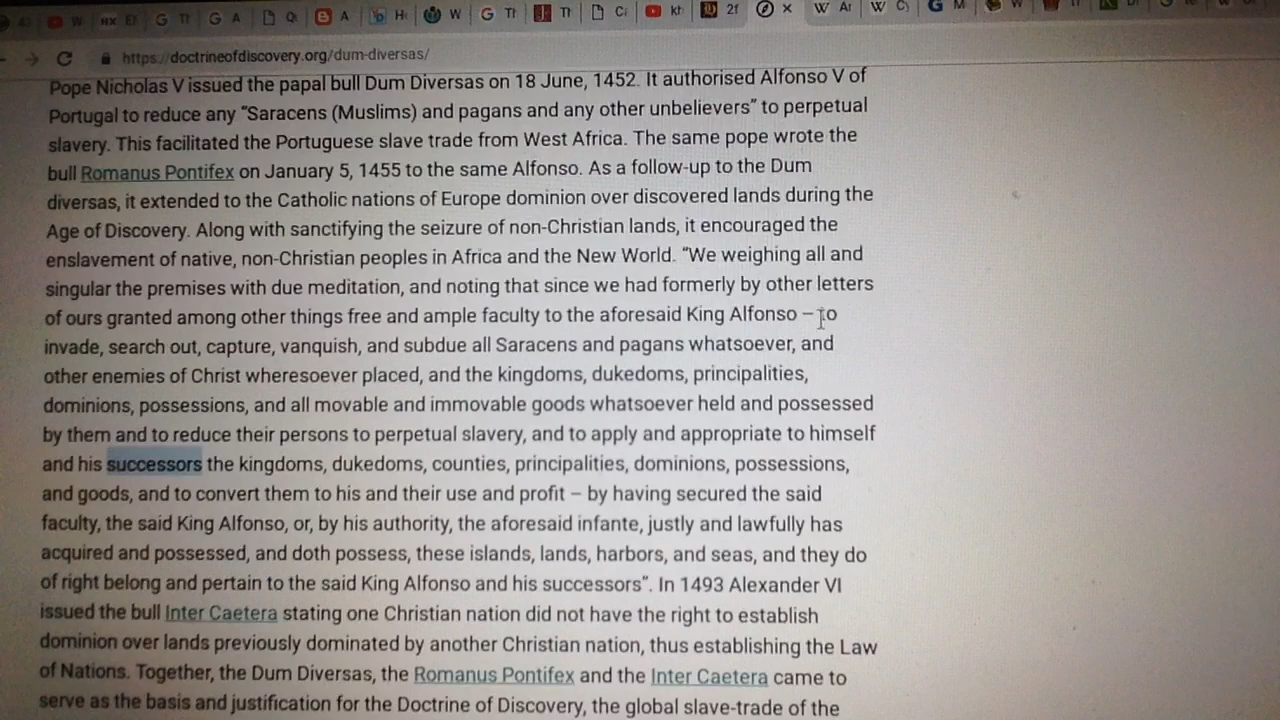 https://doctrineofdiscovery.org/dum-diversas/
Pope Nicholas V issued the papal bull Dum Diversas on 18 June, 1452. It authorised Alfonso V of
Portugal to reduce any “Saracens (Muslims) and pagans and any other unbelievers” to perpetual
slavery. This facilitated the Portuguese slave trade from West Africa. The same pope wrote the
bull Romanus Pontifex on January 5, 1455 to the same Alfonso. As a follow-up to the Dum
diversas, it extended to the Catholic nations of Europe dominion over discovered lands during the
Age of Discovery. Along with sanctifying the seizure of non-Christian lands, it encouraged the
enslavement of native, non-Christian peoples in Africa and the New World. “We weighing all and
singular the premises with due meditation, and noting that since we had formerly by other letters
of ours granted among other things free and ample faculty to the aforesaid King Alfonso – to
invade, search out, capture, vanquish, and subdue all Saracens and pagans whatsoever, and
other enemies of Christ wheresoever placed, and the kingdoms, dukedoms, principalities,
dominions, possessions, and all movable and immovable goods whatsoever held and possessed
by them and to reduce their persons to perpetual slavery, and to apply and appropriate to himself
and his successors the kingdoms, dukedoms, counties, principalities, dominions, possessions,
and goods, and to convert them to his and their use and profit – by having secured the said
faculty, the said King Alfonso, or, by his authority, the aforesaid infante, justly and lawfully has
acquired and possessed, and doth possess, these islands, lands, harbors, and seas, and they do
of right belong and pertain to the said King Alfonso and his successors”. In 1493 Alexander VI
issued the bull Inter Caetera stating one Christian nation did not have the right to establish
dominion over lands previously dominated by another Christian nation, thus establishing the Law
of Nations. Together, the Dum Diversas, the Romanus Pontifex and the Inter Caetera came to
serve as the basis and justification for the Doctrine of Discovery, the global slave-trade of the